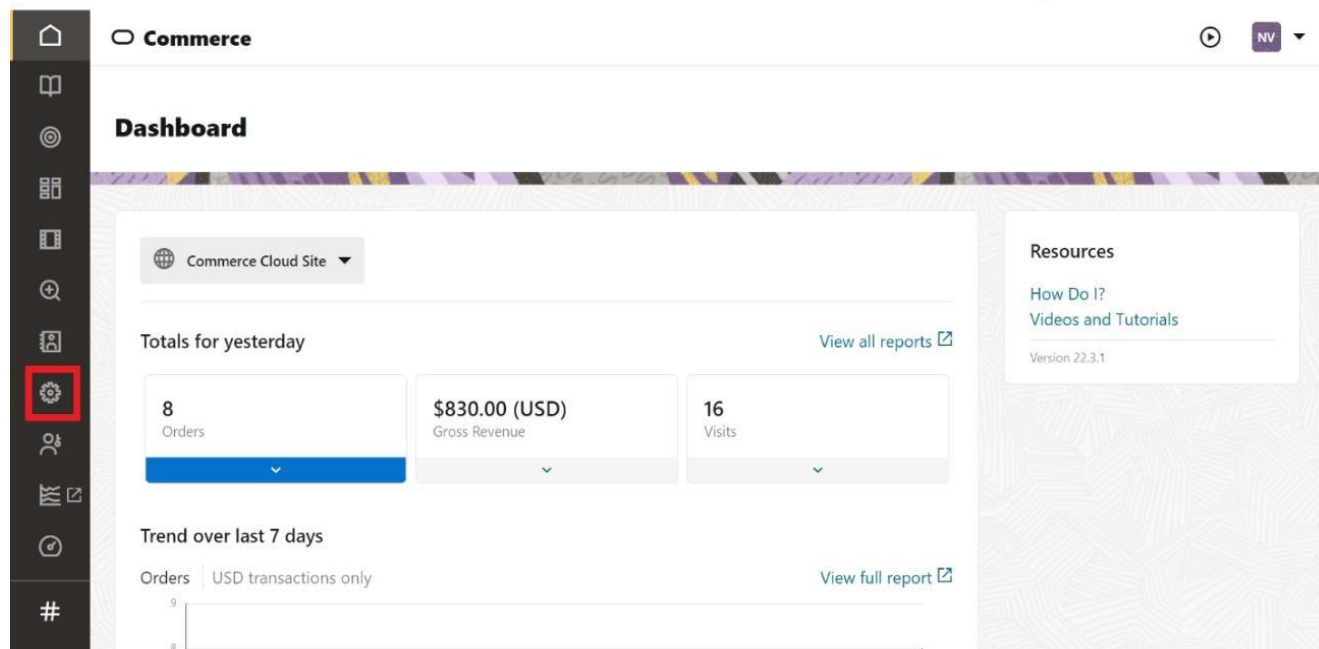 Commerce
NV
Dashboard
Commerce Cloud Site
Totals for yesterday
View all reports
8
Orders
$830.00 (USD)
Gross Revenue
16
Visits
Trend over last 7 days
Orders
USD transactions only
View full report
9
8
Resources
How Do I?
Videos and Tutorials
Version 22.3.1
#